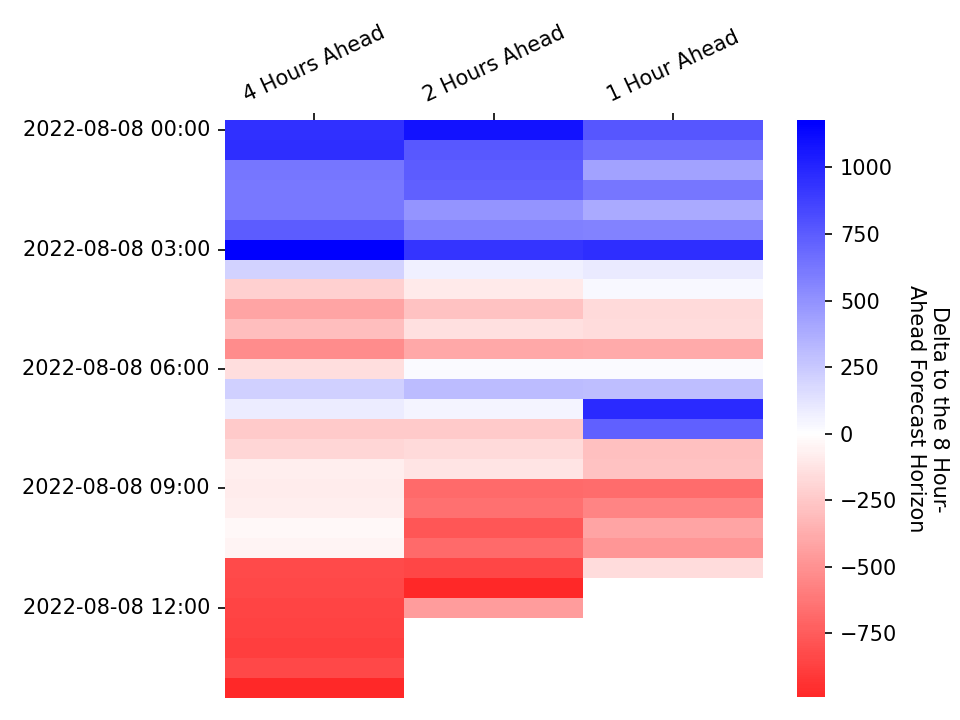 4 Hours Ahead
2 Hours Ahead
1 Hour Ahead
2022-08-08 00:00
2022-08-08 03:00
2022-08-08 06:00
2022-08-08 09:00
2022-08-08 12:00
1000
750
500
250
0
−250
−500
−750
Delta to the 8 Hour-
Ahead Forecast Horizon